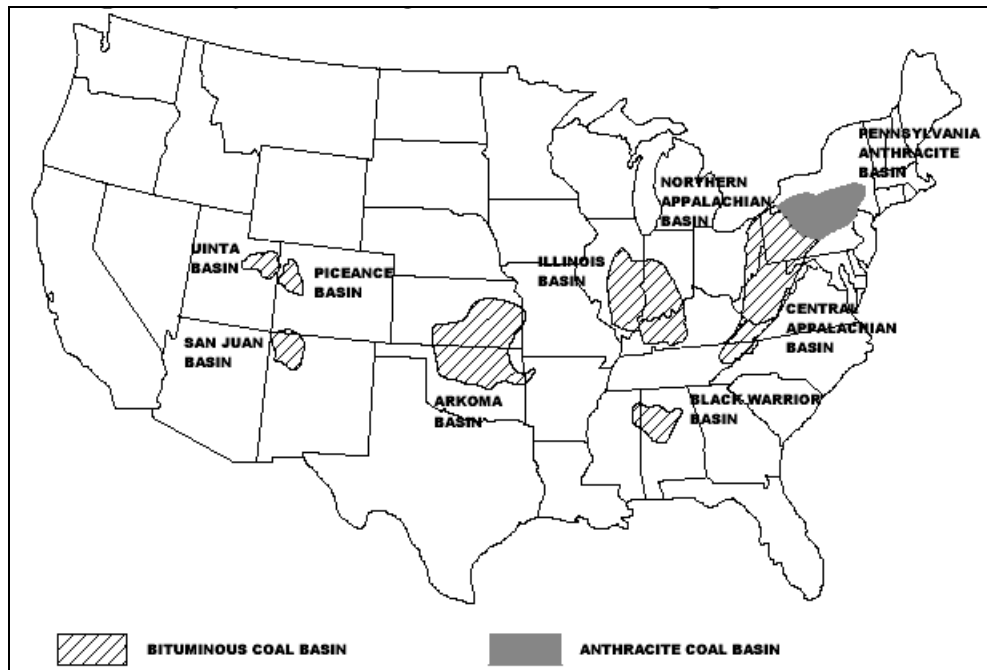 PENNSYLVANIA
ANTHRACITE
BASIN
NORTHERN
APPALACHIAN
BASIN
UINTA
BASIN
PICEANCE
BASIN
ILLINOIS
BASIN
SAN JUAN
BASIN
CENTRAL
APPALACHIAN
BASIN
ARKOMA
BASIN
BLACK WARRIOR
BASIN
BITUMINOUS COAL BASIN
ANTHRACITE COAL BASIN